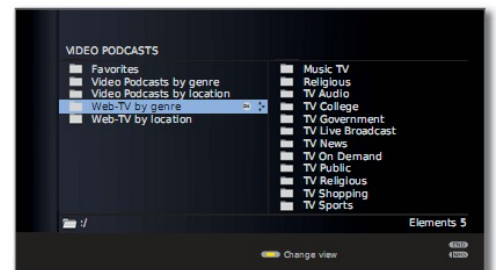 VIDEO PODCASTS
Favorites
Video Podcasts by genre
Video Podcasts by location
Web-TV by genre
Web-TV by location
Music TV
Religious
TV Audio
TV College
TV Government
TV Live Broadcast
TV News
TV On Demand
TV Public
TV Religious
TV Shopping
TV Sports
:/
Elements 5
Change view
END
INFO